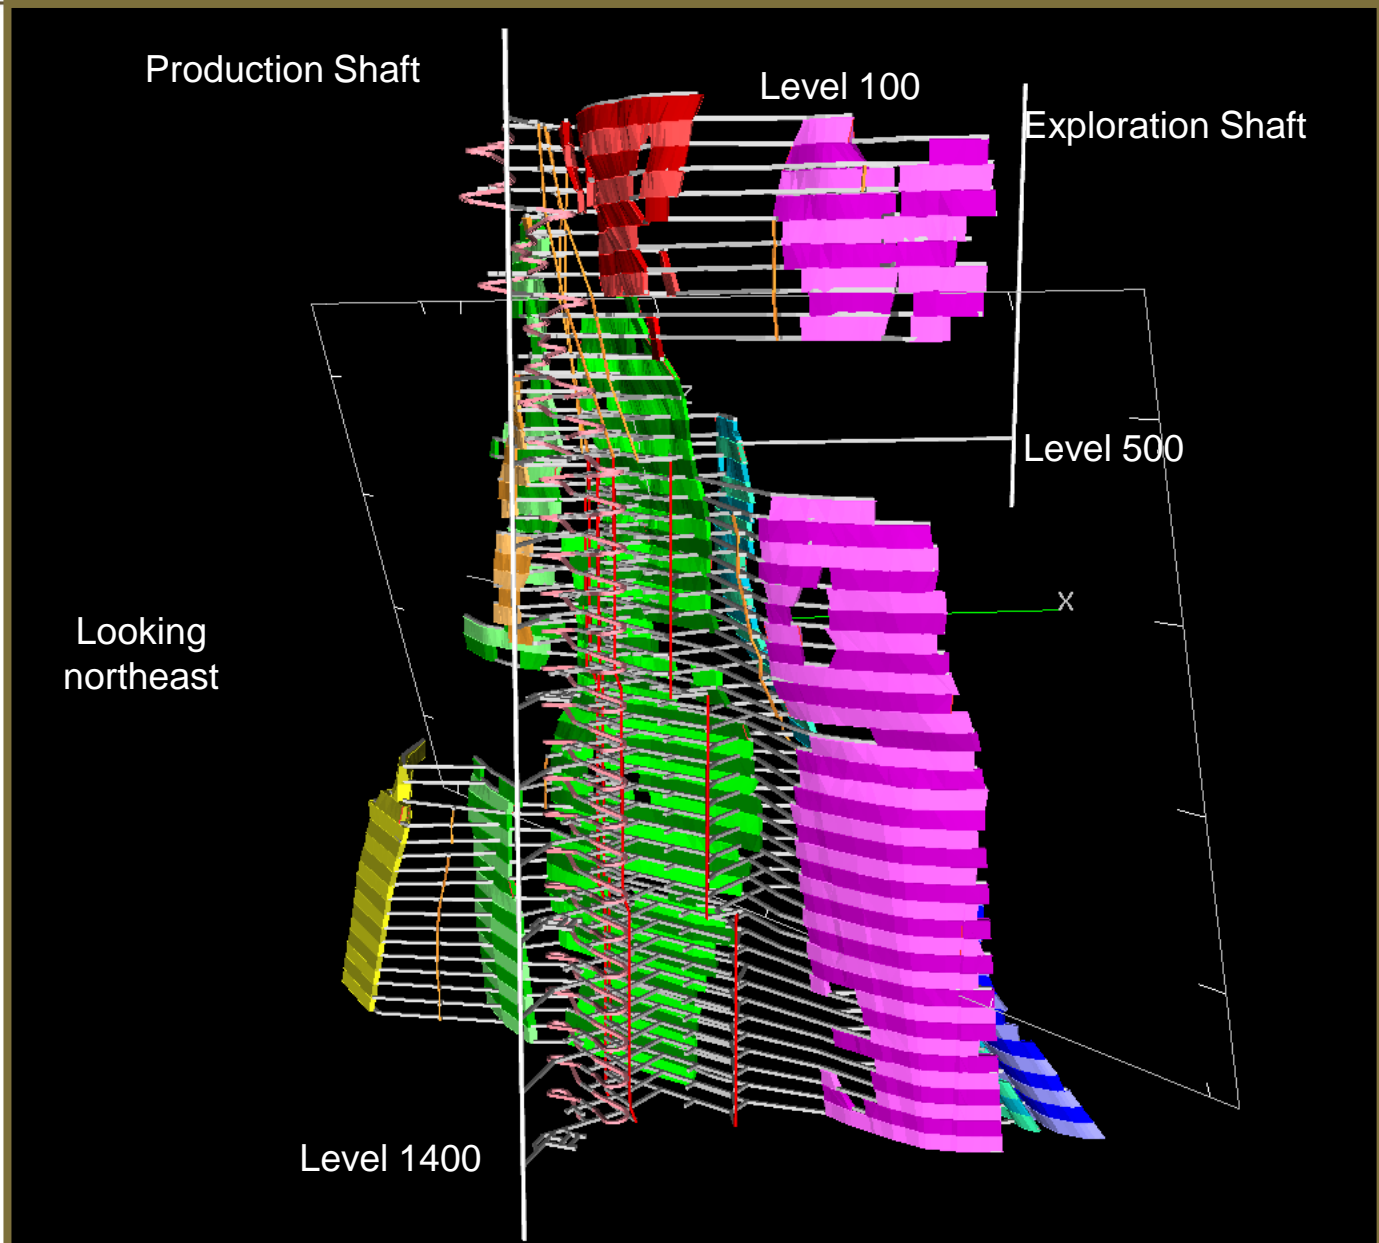 Production Shaft
Level 100
Exploration Shaft
Z
Level 500
X
Looking
northeast
Level 1400